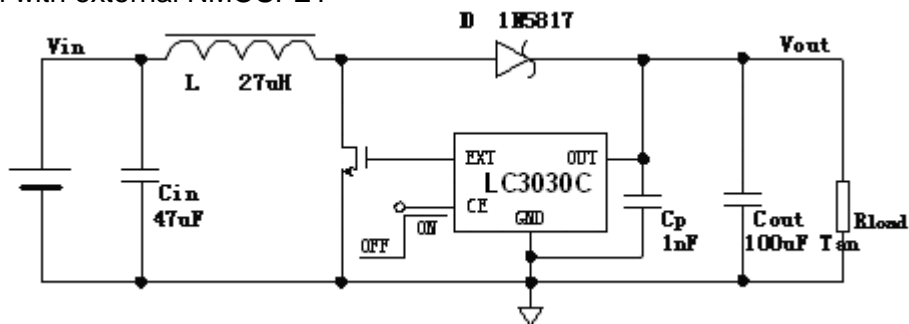 with external NMOSFET
D 1N5817
Vin
Vout
L 27uH
EXT OUT
LC3030C
CE
GND
Cin
47uF
ON
OFF
Cp
1nF
Cout
100uF Tan
Rload